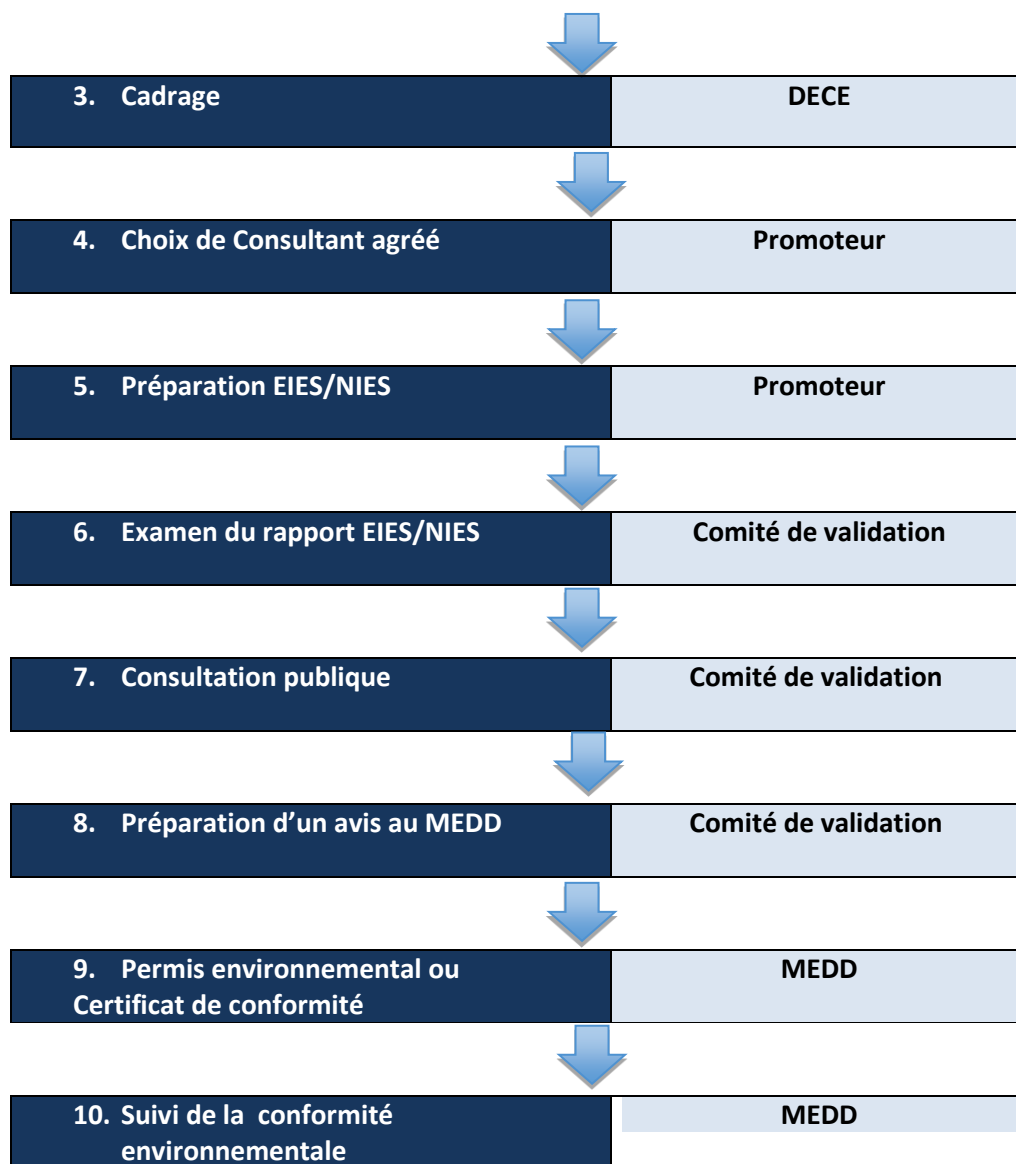 3. Cadrage
DECE
4. Choix de Consultant agréé
Promoteur
5. Préparation EIES/NIES
Promoteur
6. Examen du rapport EIES/NIES
Comité de validation
7. Consultation publique
Comité de validation
8. Préparation d’un avis au MEDD
Comité de validation
9. Permis environnemental ou
Certificat de conformité
MEDD
10. Suivi de la conformité
environnementale
MEDD